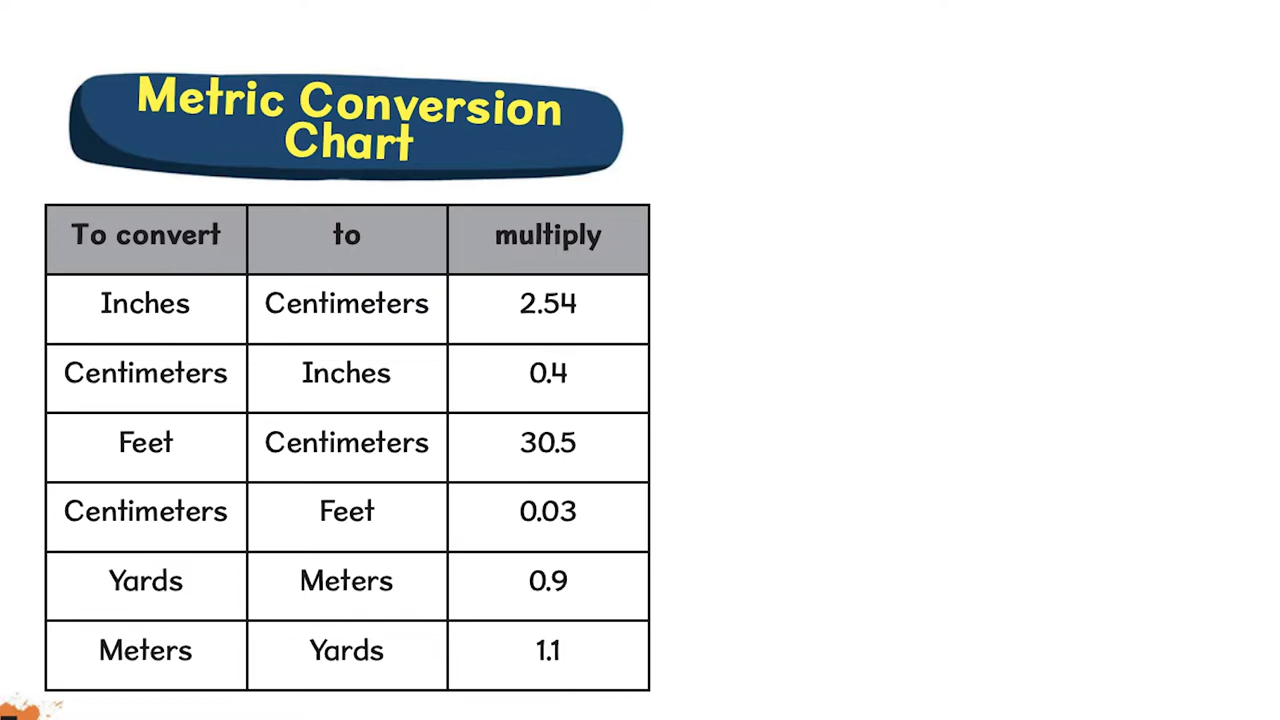 Metric Conversion
Chart
To convert to multiply
Inches Centimeters 2.54
Centimeters Inches 0.4
Feet Centimeters 30.5
Centimeters Feet 0.03
Yards Meters 0.9
Meters Yards 1.1